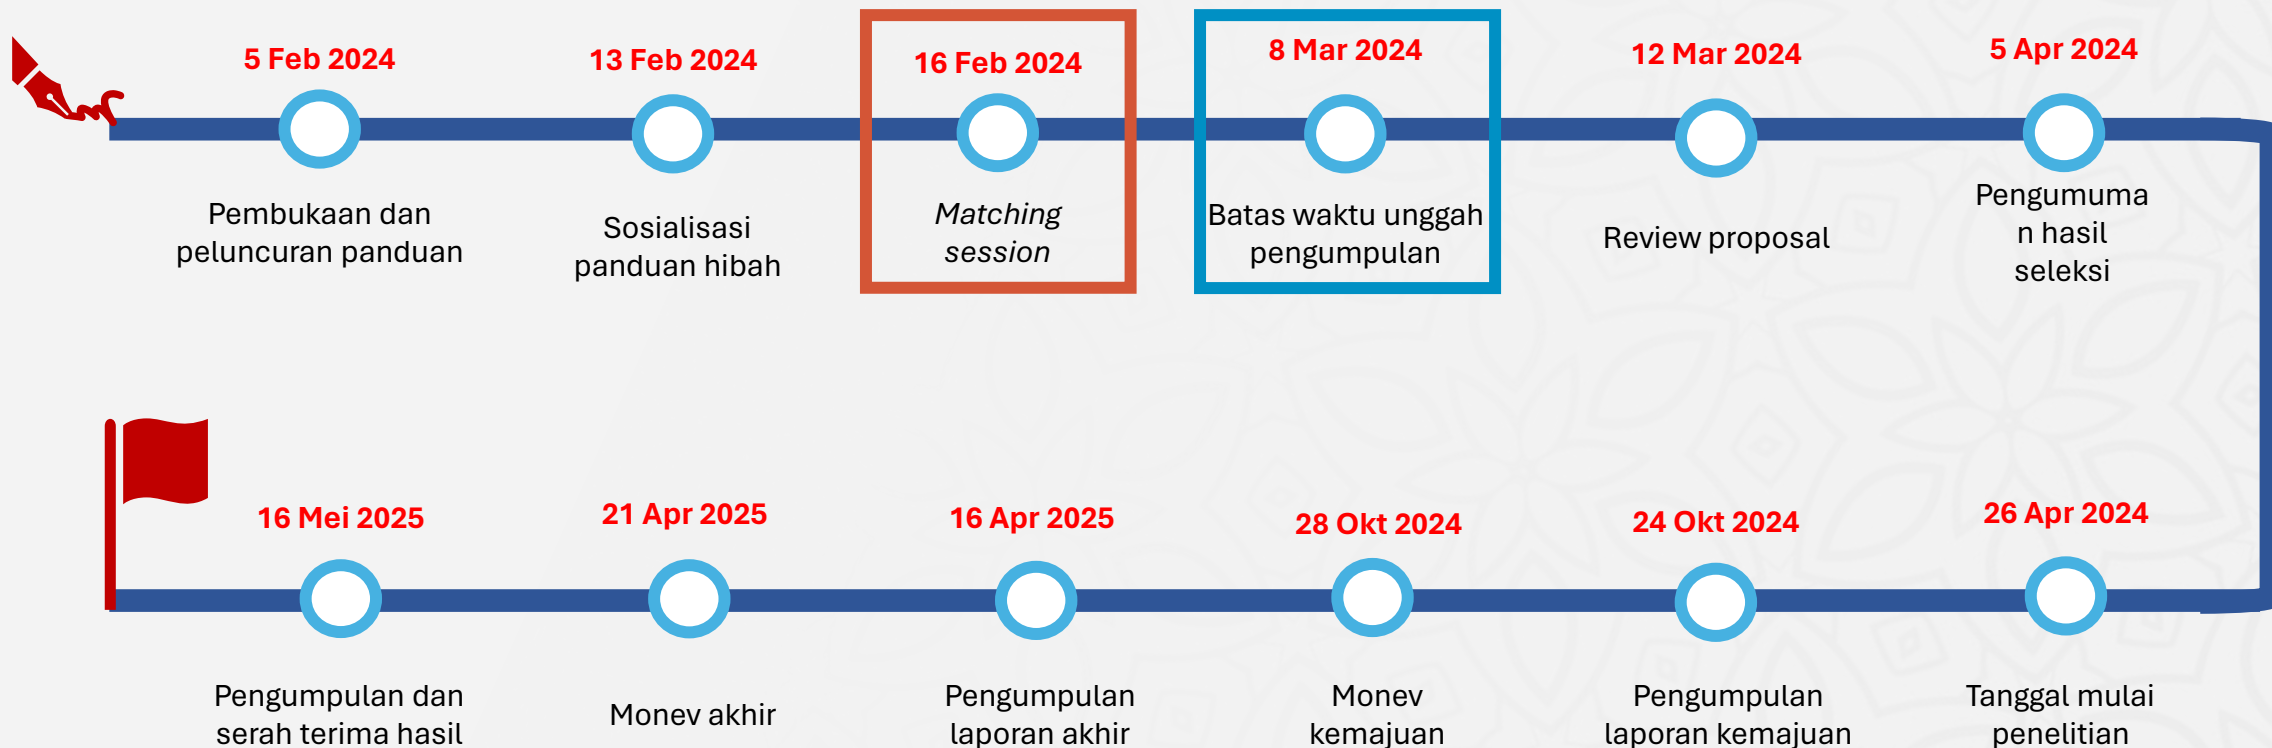 5 Feb 2024
Pembukaan dan
peluncuran panduan
13 Feb 2024
Sosialisasi
panduan hibah
16 Feb 2024
Matching
session
8 Mar 2024
Batas waktu unggah
pengumpulan
12 Mar 2024
Review proposal
5 Apr 2024
Pengumuma
n hasil
seleksi
26 Apr 2024
Tanggal mulai
penelitian
24 Okt 2024
Pengumpulan
laporan kemajuan
28 Okt 2024
Monev
kemajuan
16 Apr 2025
Pengumpulan
laporan akhir
21 Apr 2025
Monev akhir
16 Mei 2025
Pengumpulan dan
serah terima hasil